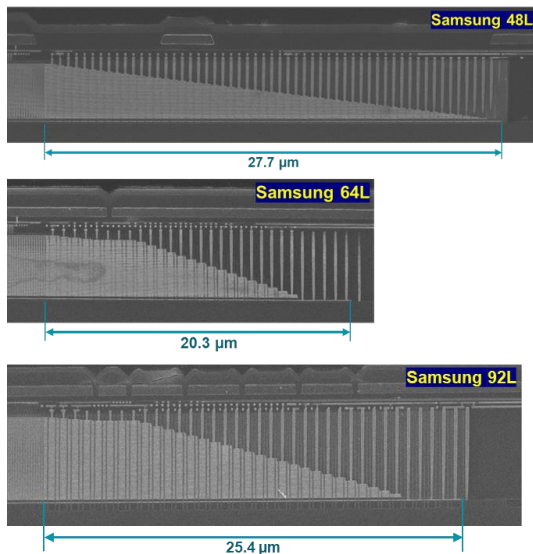 Samsung 48L
27.7 µm
Samsung 64L
20.3 µm
Samsung 92L
25.4 µm